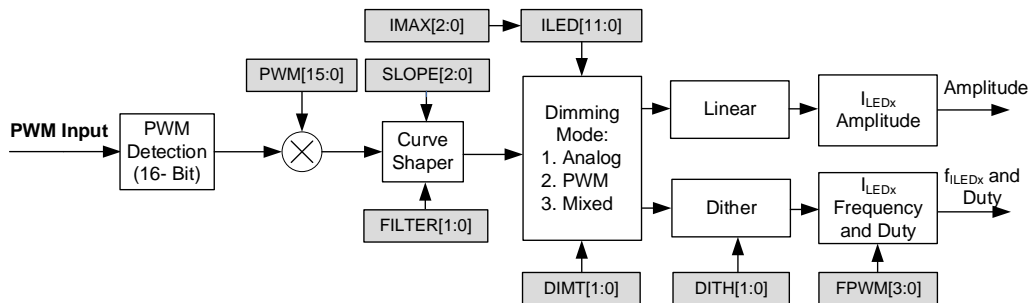 IMAX[2:0]
ILED[11:0]
PWM[15:0]
SLOPE[2:0]
PWM Input
PWM
Detection
(16- Bit)
Curve
Shaper
FILTER[1:0]
Dimming
Mode:
1. Analog
2. PWM
3. Mixed
DIMT[1:0]
Linear
ILEDx
Amplitude
Amplitude
Dither
ILEDx
Frequency
and Duty
fILEDx and
Duty
DITH[1:0]
FPWM[3:0]